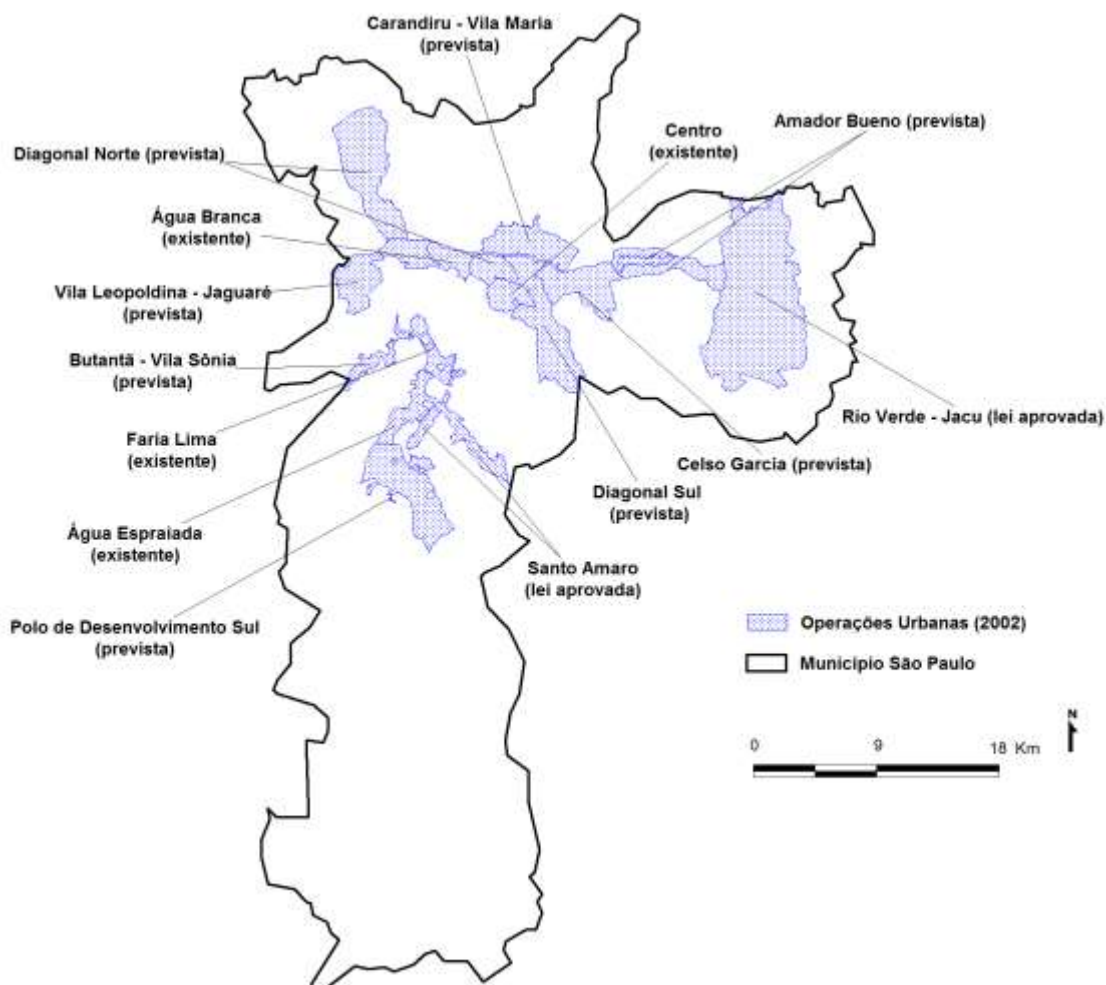 Carandiru - Vila Maria
(prevista)
Centro
(existente)
Amador Bueno (prevista)
Diagonal Norte (prevista)
Água Branca
(existente)
Vila Leopoldina - Jaguaré
(prevista)
Butantã - Vila Sônia
(prevista)
Faria Lima
(existente)
Água Espraiada
(existente)
Polo de Desenvolvimento Sul
(prevista)
Rio Verde - Jacu (lei aprovada)
Celso Garcia (prevista)
Diagonal Sul
(prevista)
Santo Amaro
(lei aprovada)
Operações Urbanas (2002)
Município São Paulo
N
0 9 18 Km